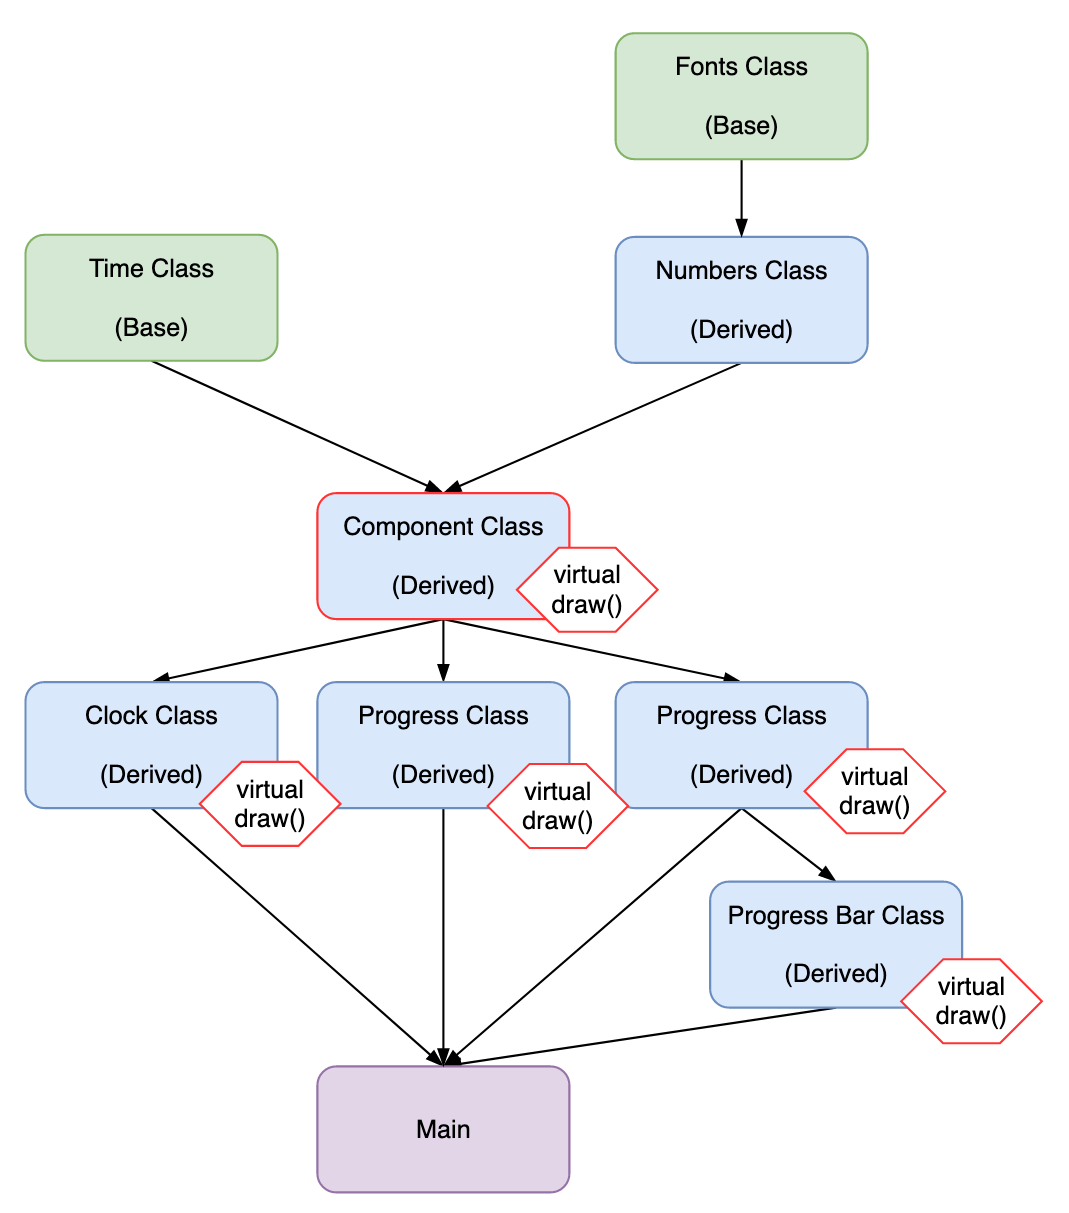 Fonts Class
(Base)
Time Class
(Base)
Numbers Class
(Derived)
Component Class
(Derived)
virtual
draw()
Clock Class
(Derived)
virtual
draw()
Progress Class
(Derived)
virtual
draw()
Progress Class
(Derived)
virtual
draw()
Progress Bar Class
(Derived)
virtual
draw()
Main